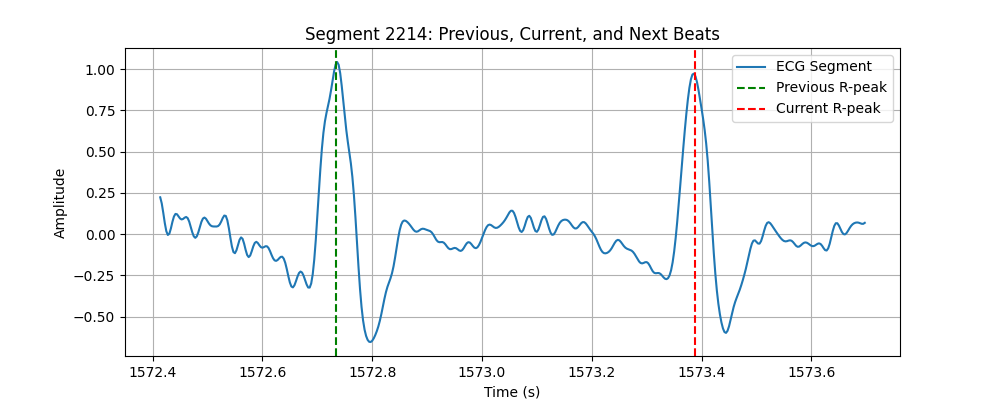 Segment 2214: Previous, Current, and Next Beats
ECG Segment
Previous R-peak
Current R-peak
Amplitude
1.00
0.75
0.50
0.25
0.00
−0.25
−0.50
1572.4 1572.6 1572.8 1573.0 1573.2 1573.4 1573.6
Time (s)